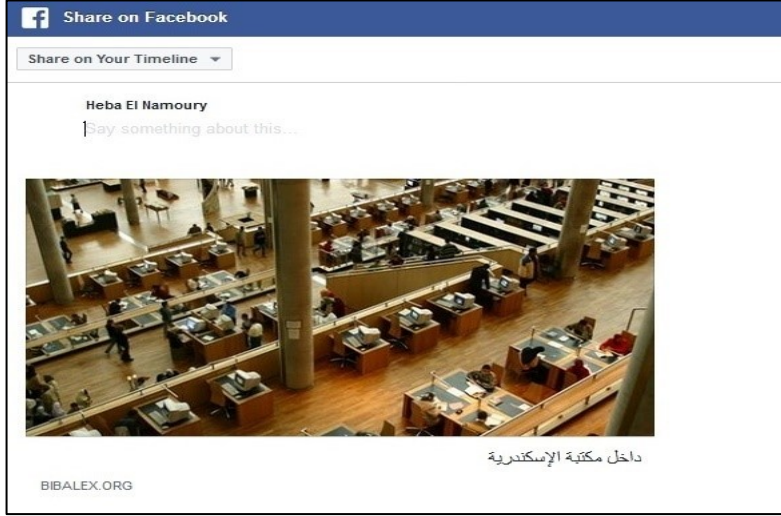 Share on Facebook
Share on Your Timeline
Heba El Namoury
Say something about this...
داخل مكتبة الإسكندرية
BIBALEX.ORG